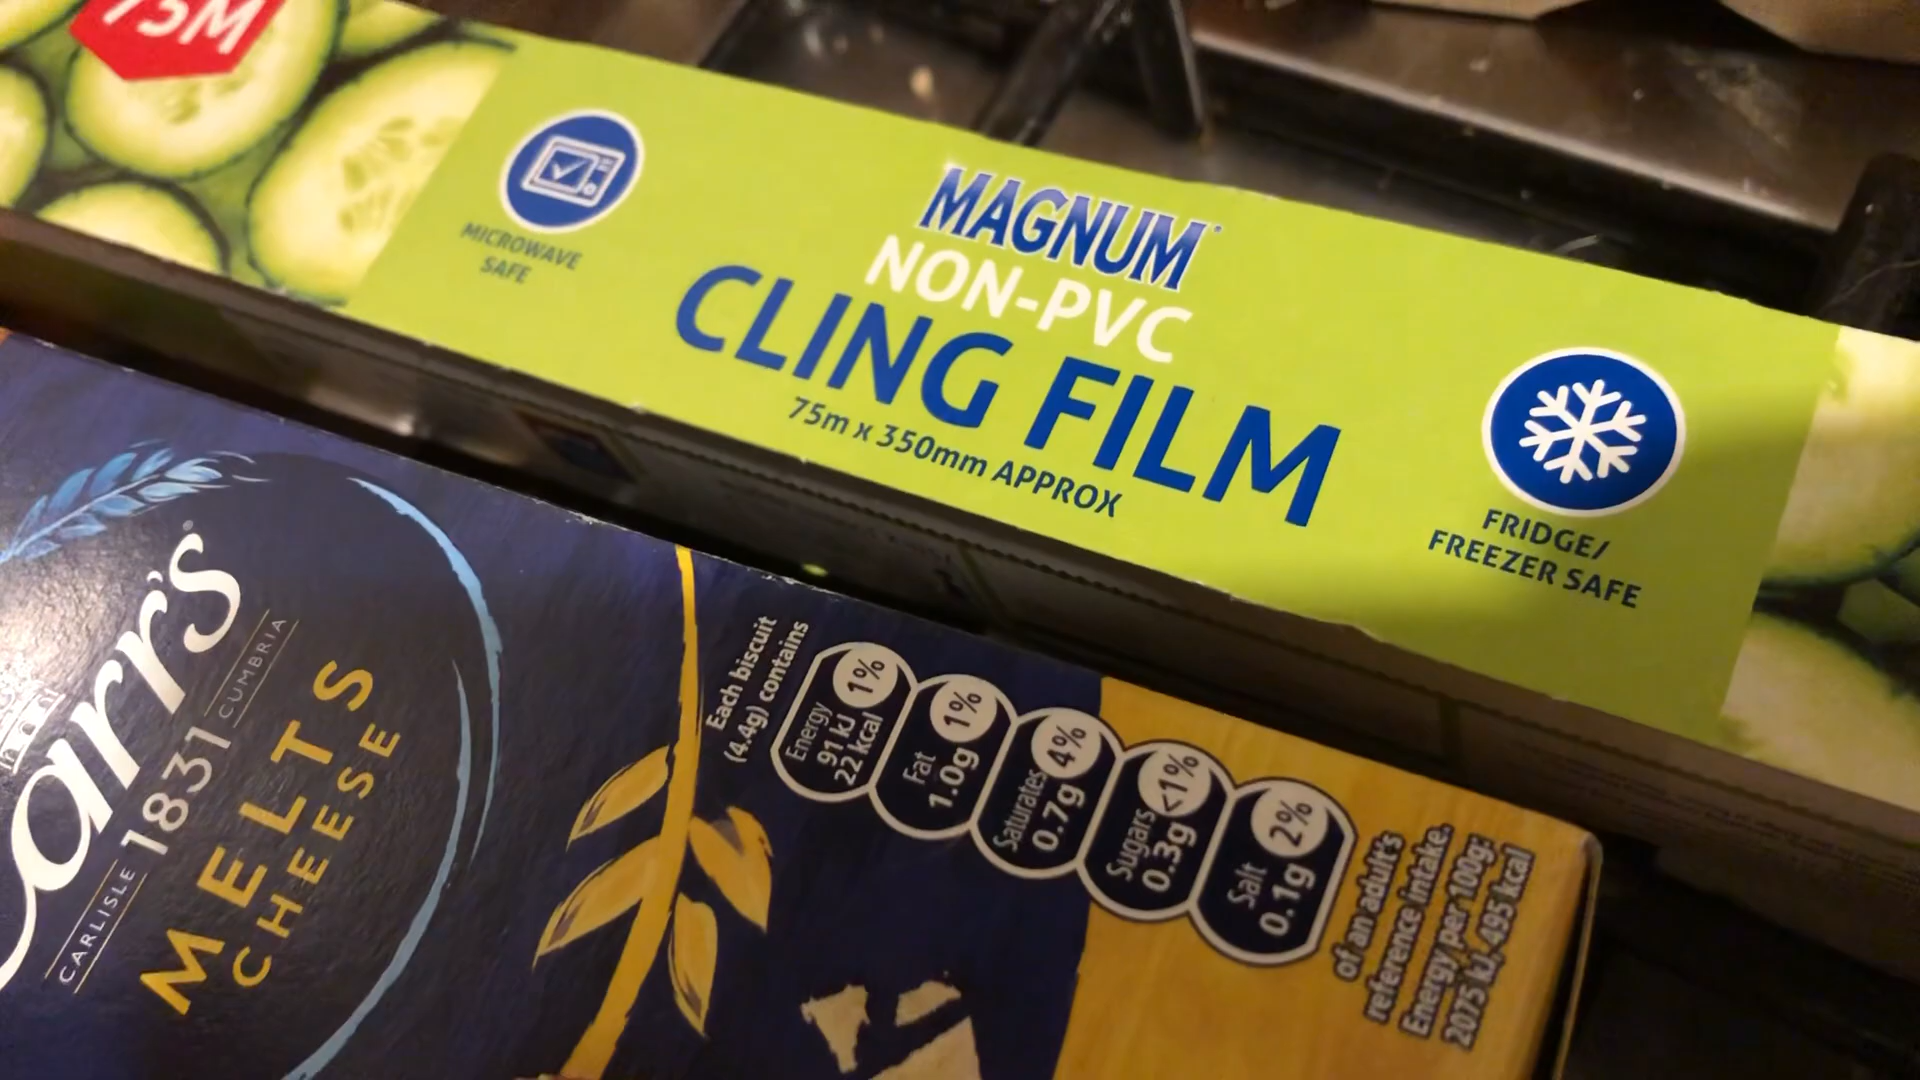 75M
MICROWAVE
SAFE
MAGNUM
NON-PVC
CLING FILM
75m x 350mm APPROX
FRIDGE/
FREEZER SAFE
Carr's
CARLISLE 1831 CUMBRIA
MELTS
CHEESE
Each biscuit
(4.4g) contains
Energy
91 kJ
22 kcal
1%
Fat
1.0g
1%
Saturates
0.7g
4%
Sugars
0.3g
<1%
Salt
0.1g
2%
of an adult's
reference intake.
Energy per 100g:
2075 kJ, 495 kcal